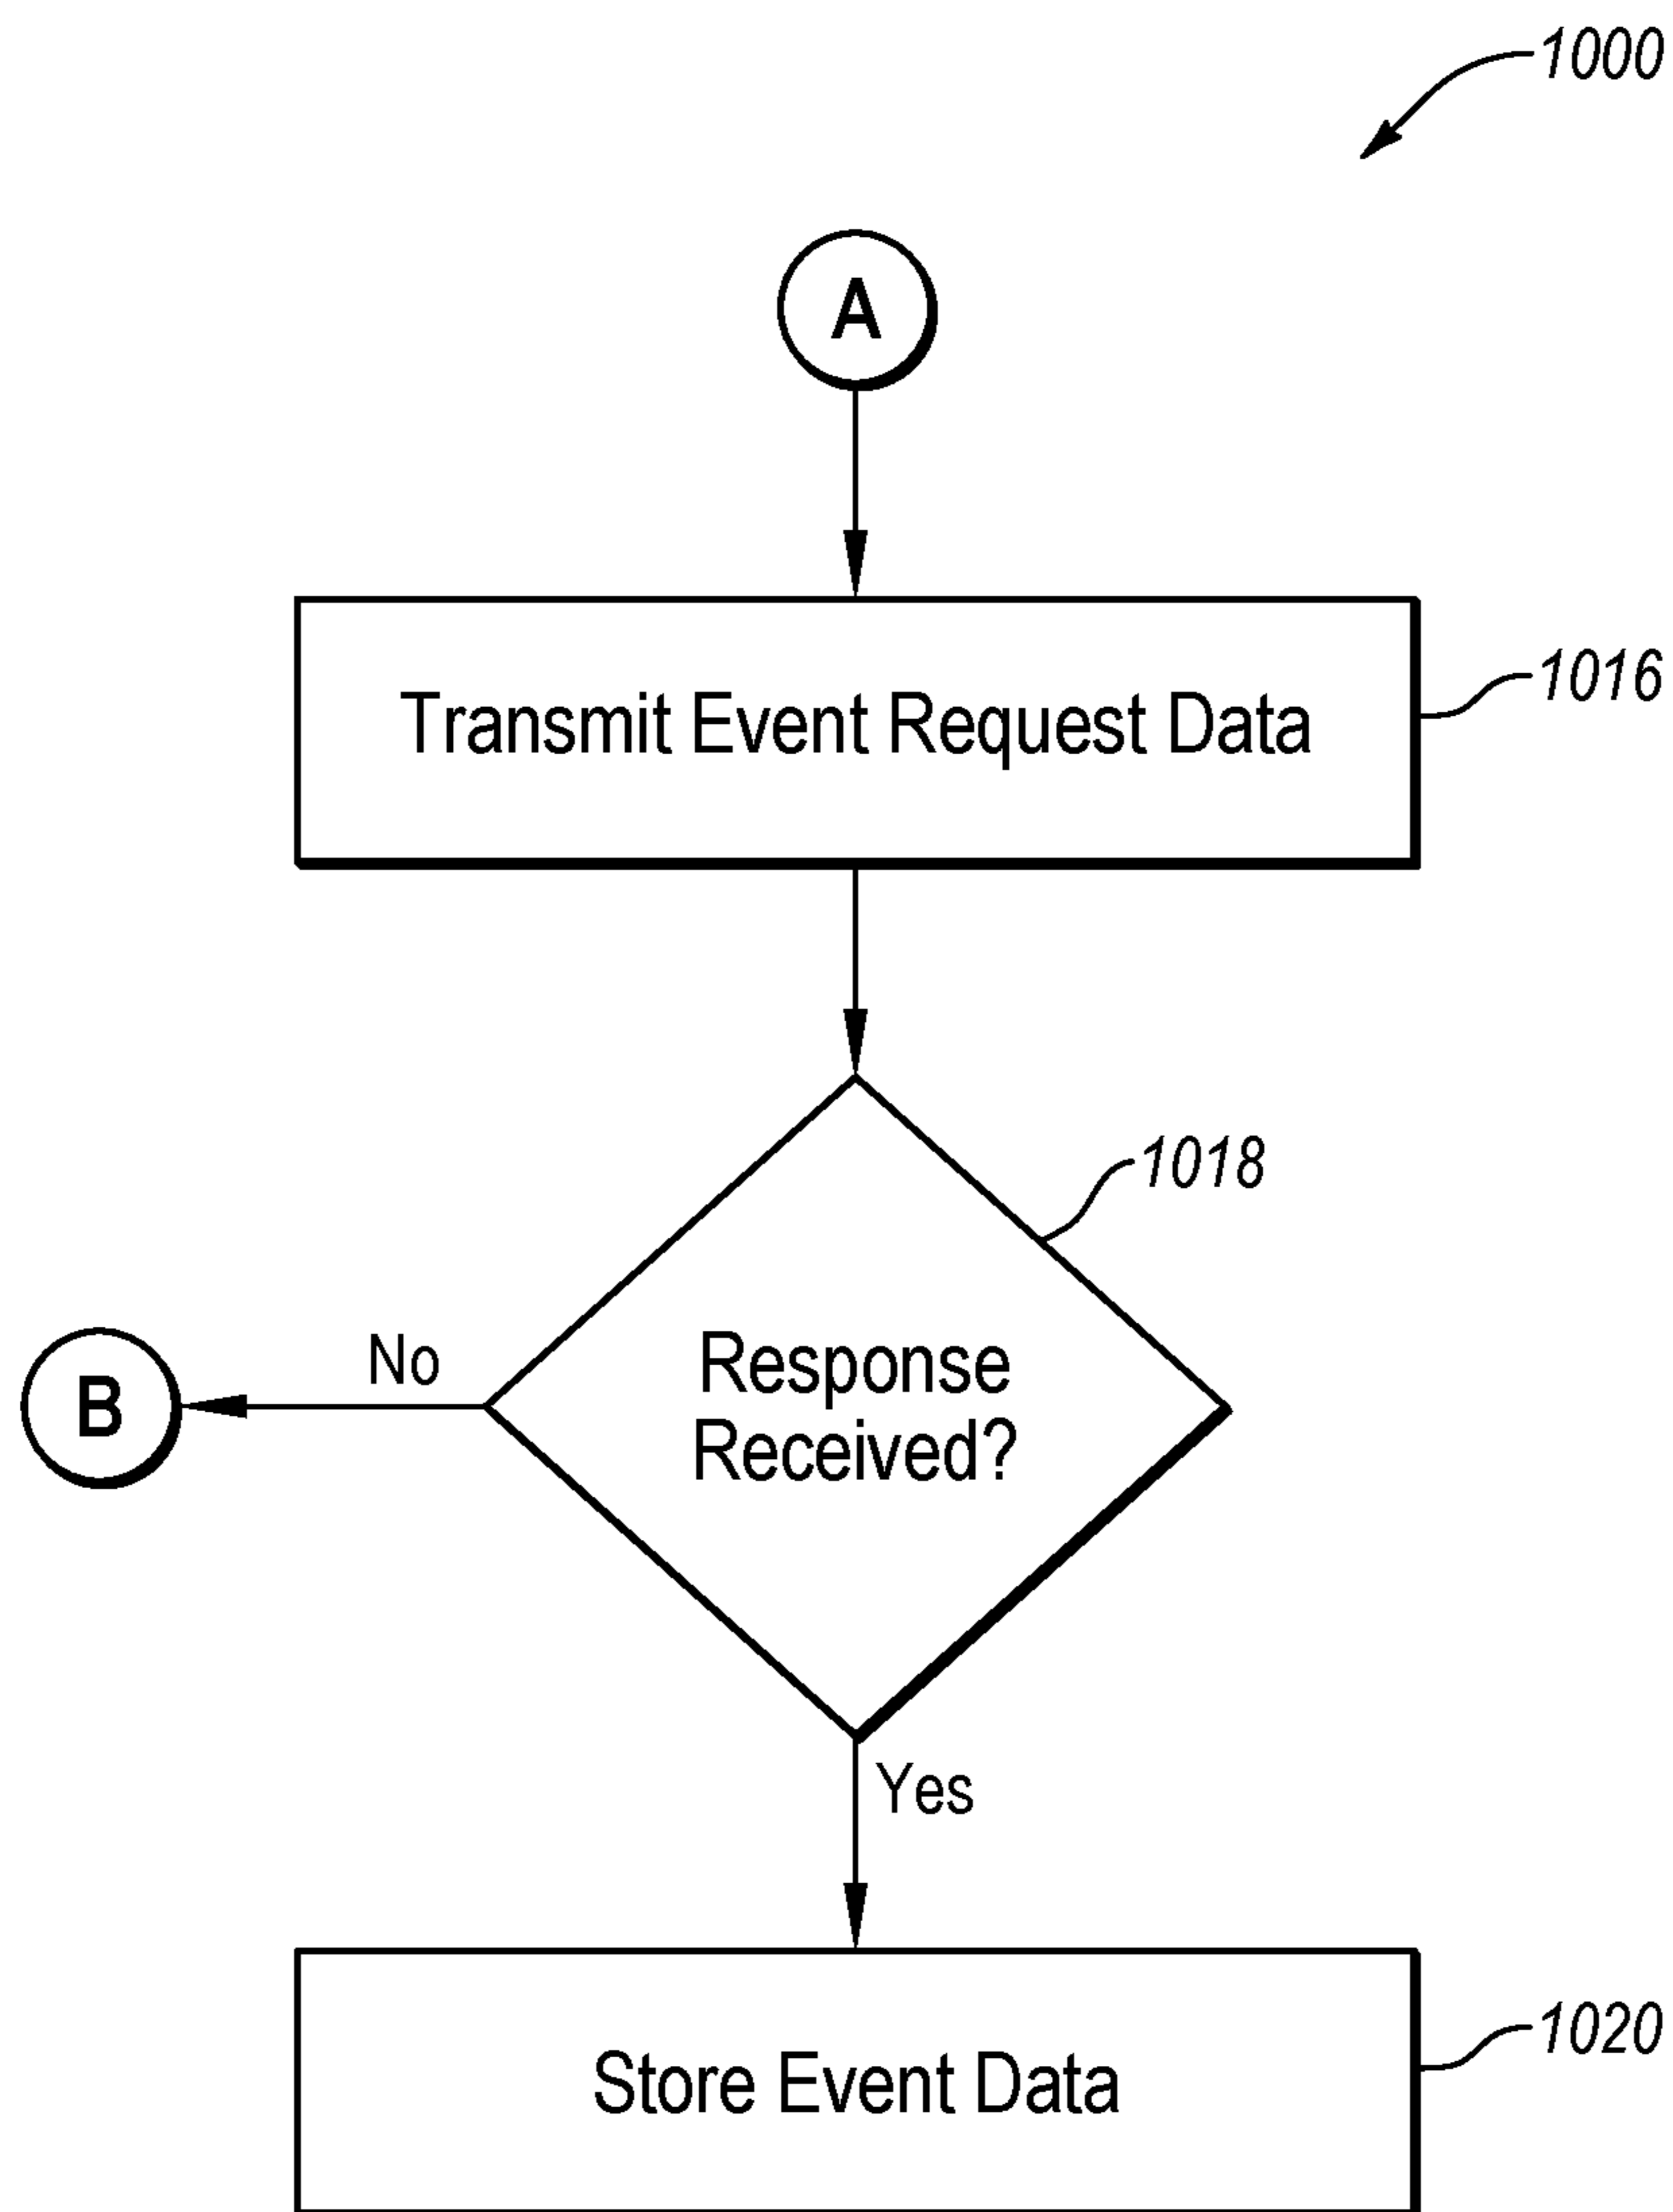 1000
A
Transmit Event Request Data
1016
1018
Response
Received?
No
B
Yes
Store Event Data
1020